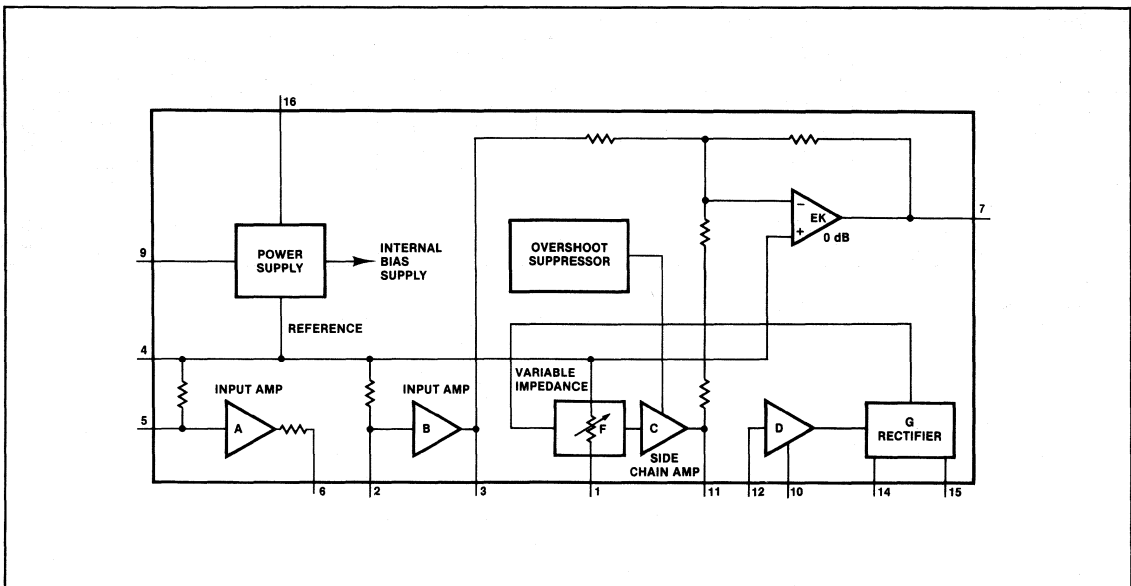 16
9
POWER
SUPPLY
INTERNAL
BIAS
SUPPLY
OVERSHOOT
SUPPRESSOR
−
EK
+
0 dB
7
REFERENCE
4
INPUT AMP
INPUT AMP
VARIABLE
IMPEDANCE
5
A
B
F
C
D
G
RECTIFIER
SIDE
CHAIN AMP
6
2
3
1
11
12
10
14
15